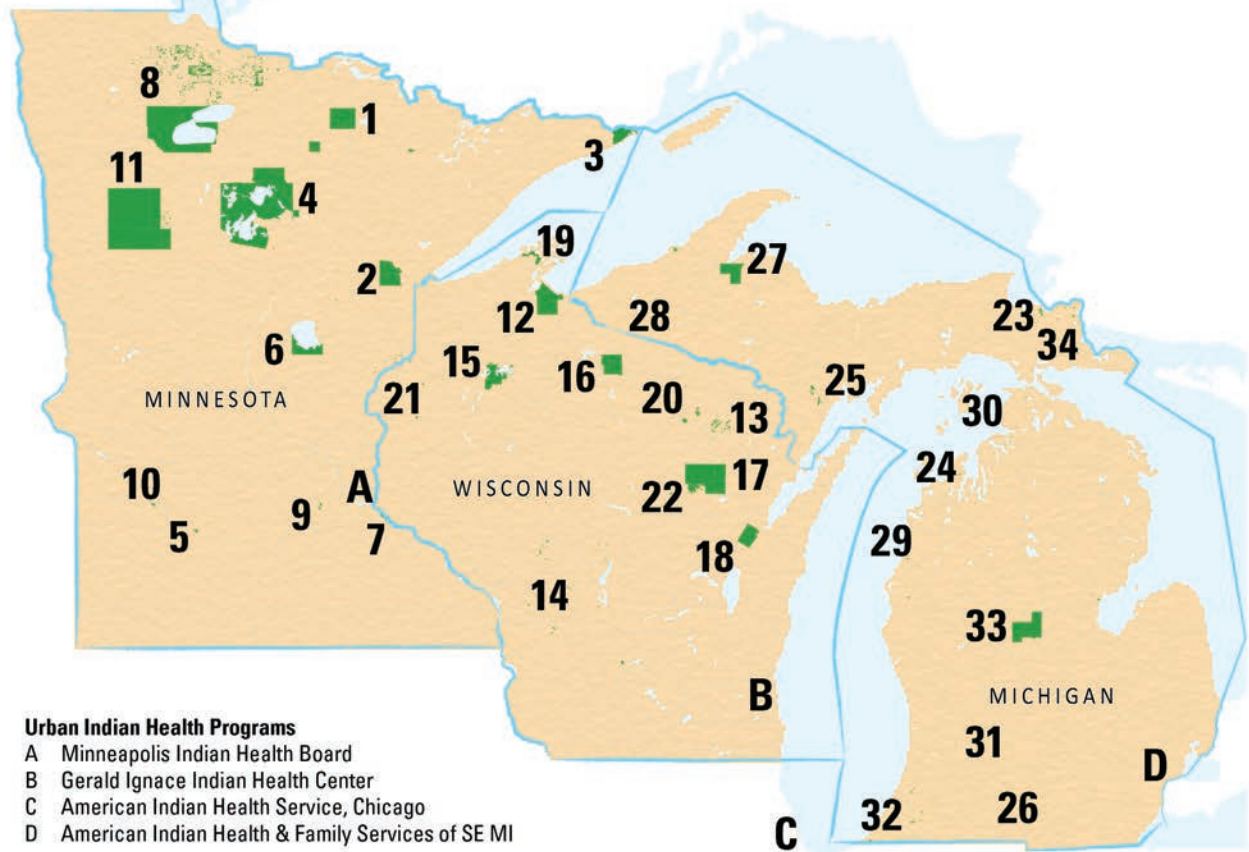 8
1
3
11
4
19
27
2
12
28
23
34
6
15
16
25
21
20
13
30
MINNESOTA
24
10
A
WISCONSIN
17
22
9
5
7
18
29
14
33
B
MICHIGAN
31
D
26
32
C
Urban Indian Health Programs
A Minneapolis Indian Health Board
B Gerald Ignace Indian Health Center
C American Indian Health Service, Chicago
D American Indian Health & Family Services of SE MI